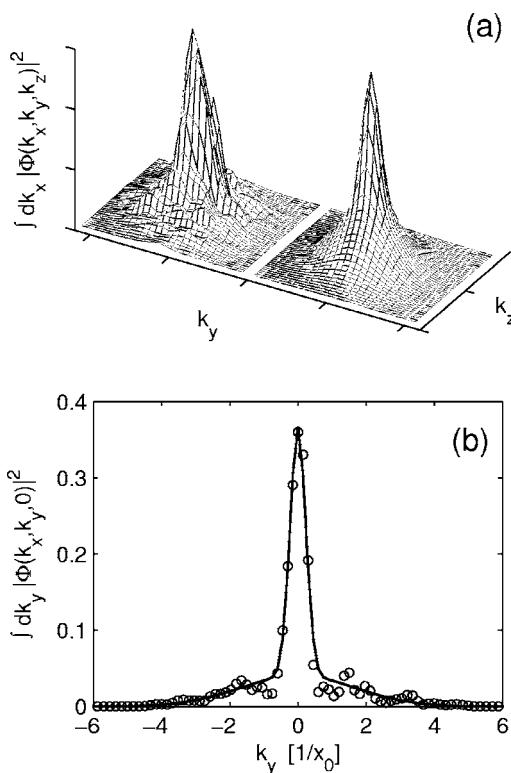 (a)
∫ dk_x |Φ(k_x,k_y,k_z)|²
k_y
k_z
(b)
∫ dk_y |Φ(k_x,k_y,0)|²
0.4
0.3
0.2
0.1
0
−6 −4 −2 0 2 4 6
k_y [1/x_0]